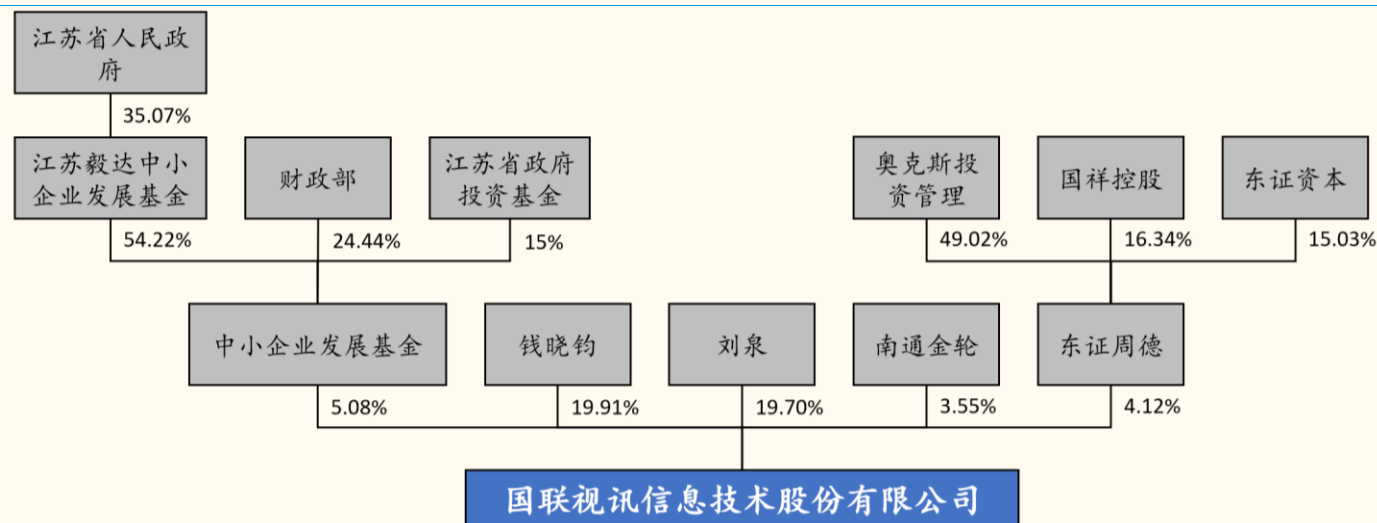 江苏省人民政
府
35.07%
江苏毅达中小
企业发展基金
财政部
江苏省政府
投资基金
奥克斯投
资管理
国祥控股
东证资本
54.22%
24.44%
15%
49.02%
16.34%
15.03%
中小企业发展基金
钱晓钧
刘泉
南通金轮
东证周德
5.08%
19.91%
19.70%
3.55%
4.12%
国联视讯信息技术股份有限公司